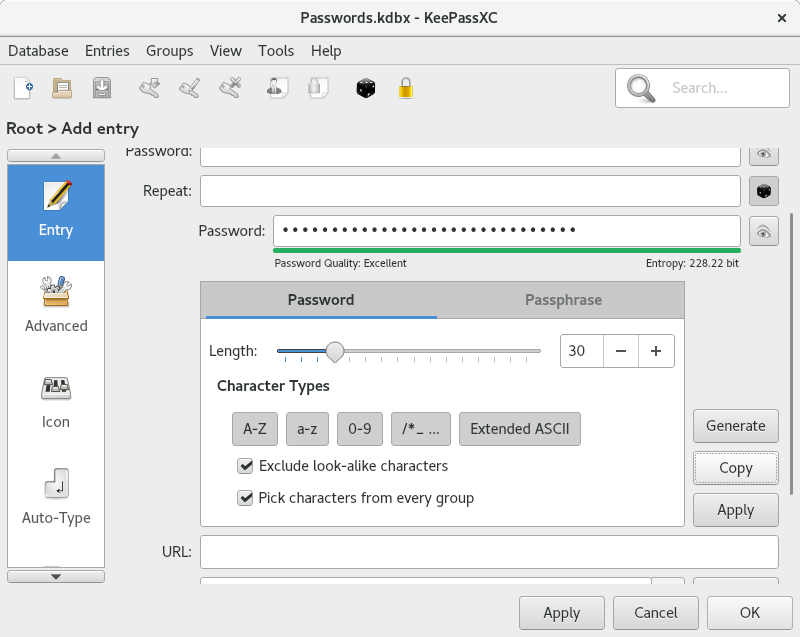 Passwords.kdbx - KeePassXC
Database Entries Groups View Tools Help
Search...
Root > Add entry
Password:
Entry
Repeat:
Password: ••••••••••••••••••••••••••••••
Password Quality: Excellent Entropy: 228.22 bit
Advanced
Password Passphrase
Length: 30 − +
Character Types
Icon
A-Z a-z 0-9 /*_ ... Extended ASCII
Generate
Exclude look-alike characters
Copy
Pick characters from every group
Auto-Type
Apply
URL:
Apply Cancel OK